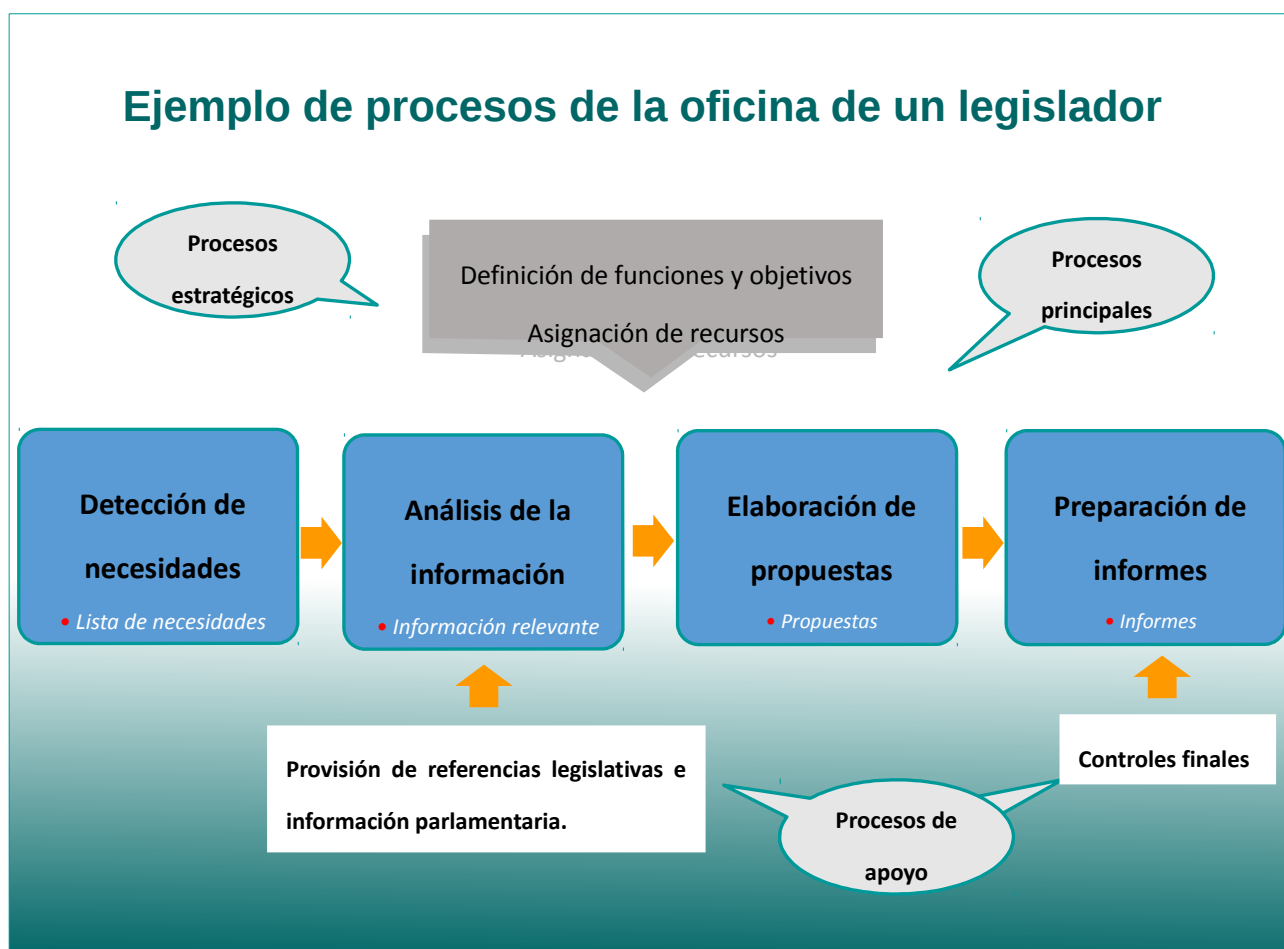 Ejemplo de procesos de la oficina de un legislador
Procesos
estratégicos
Definición de funciones y objetivos
Asignación de recursos
Procesos
principales
Detección de
necesidades
• Lista de necesidades
Análisis de la
información
• Información relevante
Elaboración de
propuestas
• Propuestas
Preparación de
informes
• Informes
Provisión de referencias legislativas e
información parlamentaria.
Controles finales
Procesos de
apoyo